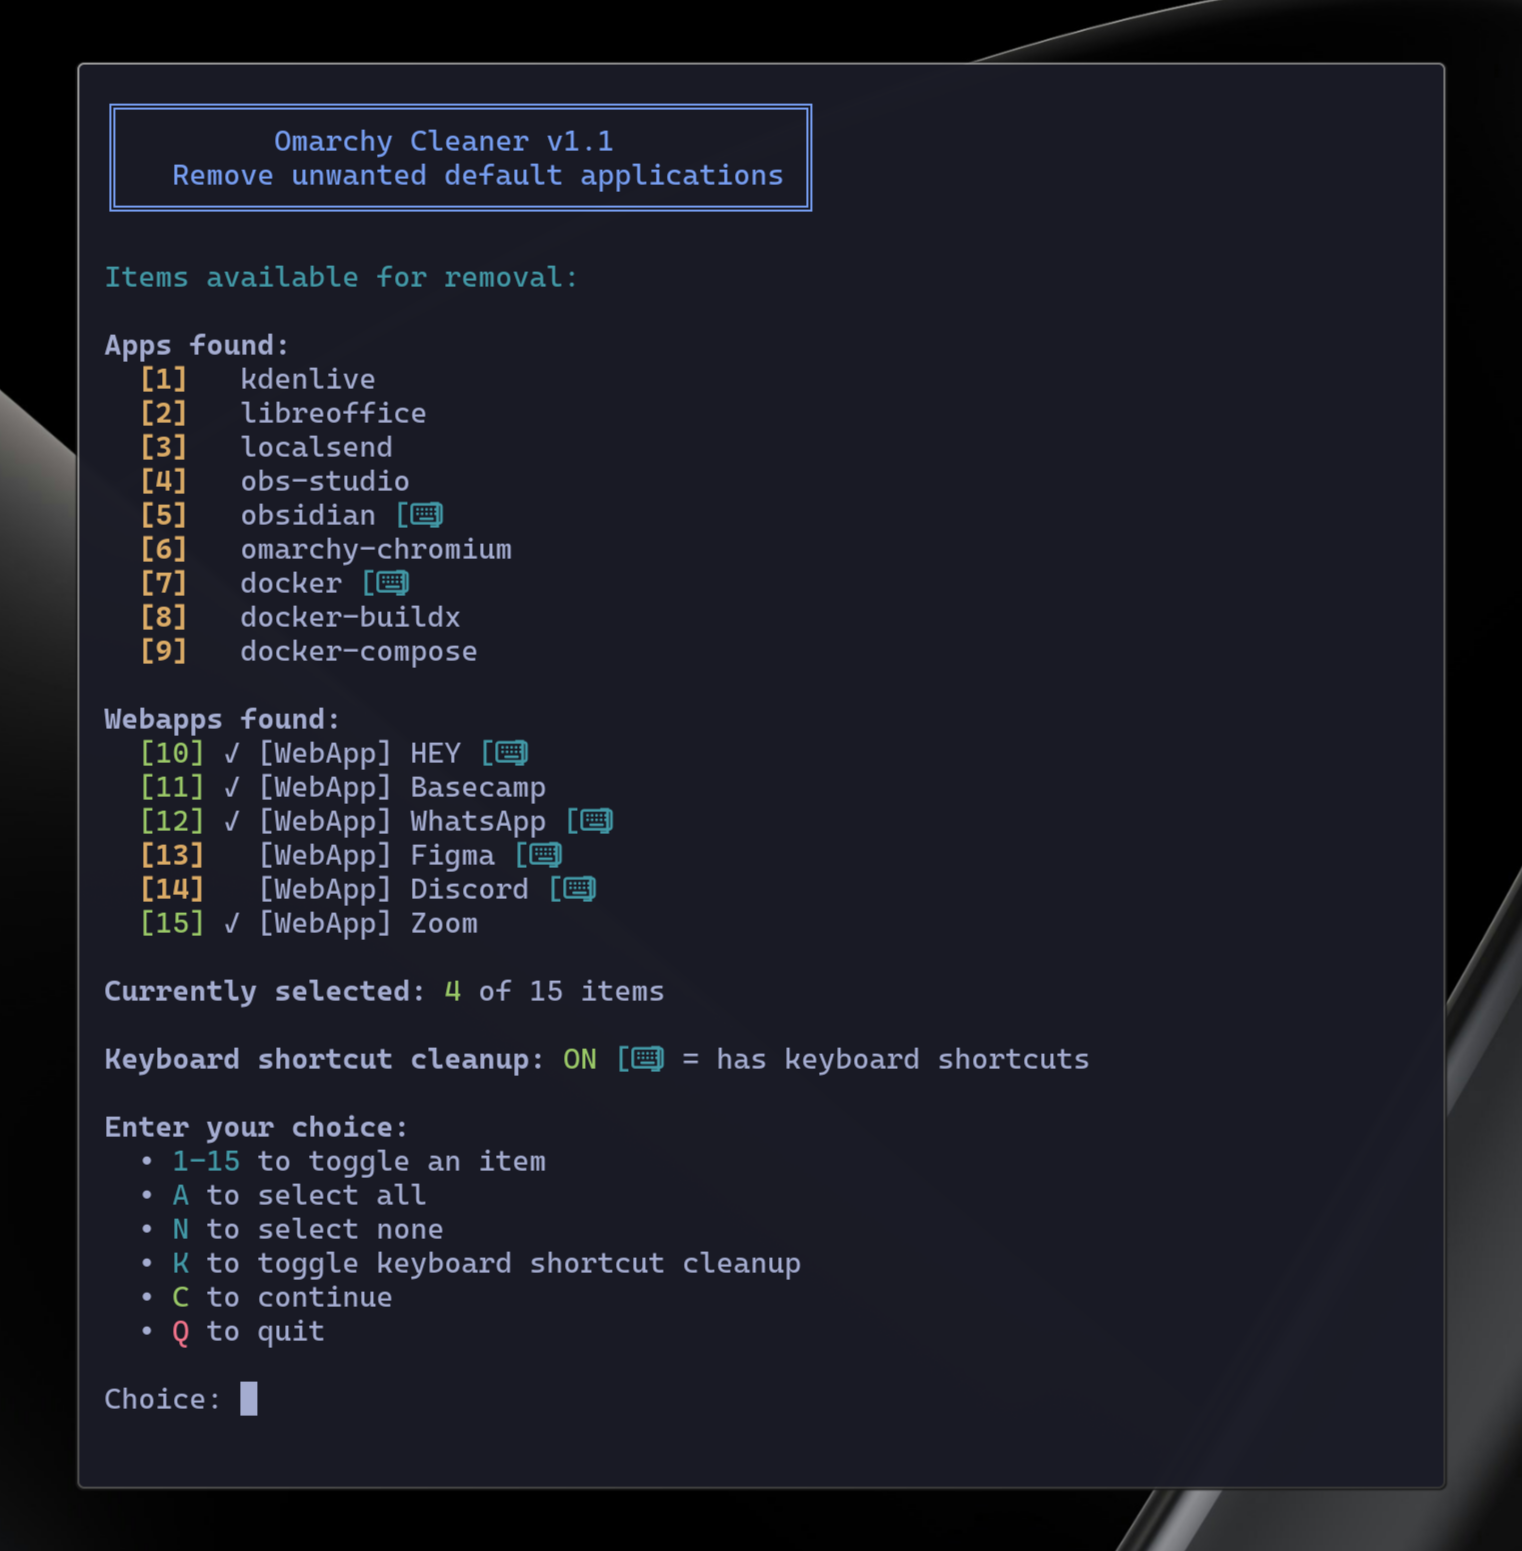 Omarchy Cleaner v1.1
Remove unwanted default applications
Items available for removal:
Apps found:
[1] kdenlive
[2] libreoffice
[3] localsend
[4] obs-studio
[5] obsidian [⌨]
[6] omarchy-chromium
[7] docker [⌨]
[8] docker-buildx
[9] docker-compose
Webapps found:
[10] ✓ [WebApp] HEY [⌨]
[11] ✓ [WebApp] Basecamp
[12] ✓ [WebApp] WhatsApp [⌨]
[13] [WebApp] Figma [⌨]
[14] [WebApp] Discord [⌨]
[15] ✓ [WebApp] Zoom
Currently selected: 4 of 15 items
Keyboard shortcut cleanup: ON [⌨] = has keyboard shortcuts
Enter your choice:
• 1-15 to toggle an item
• A to select all
• N to select none
• K to toggle keyboard shortcut cleanup
• C to continue
• Q to quit
Choice: